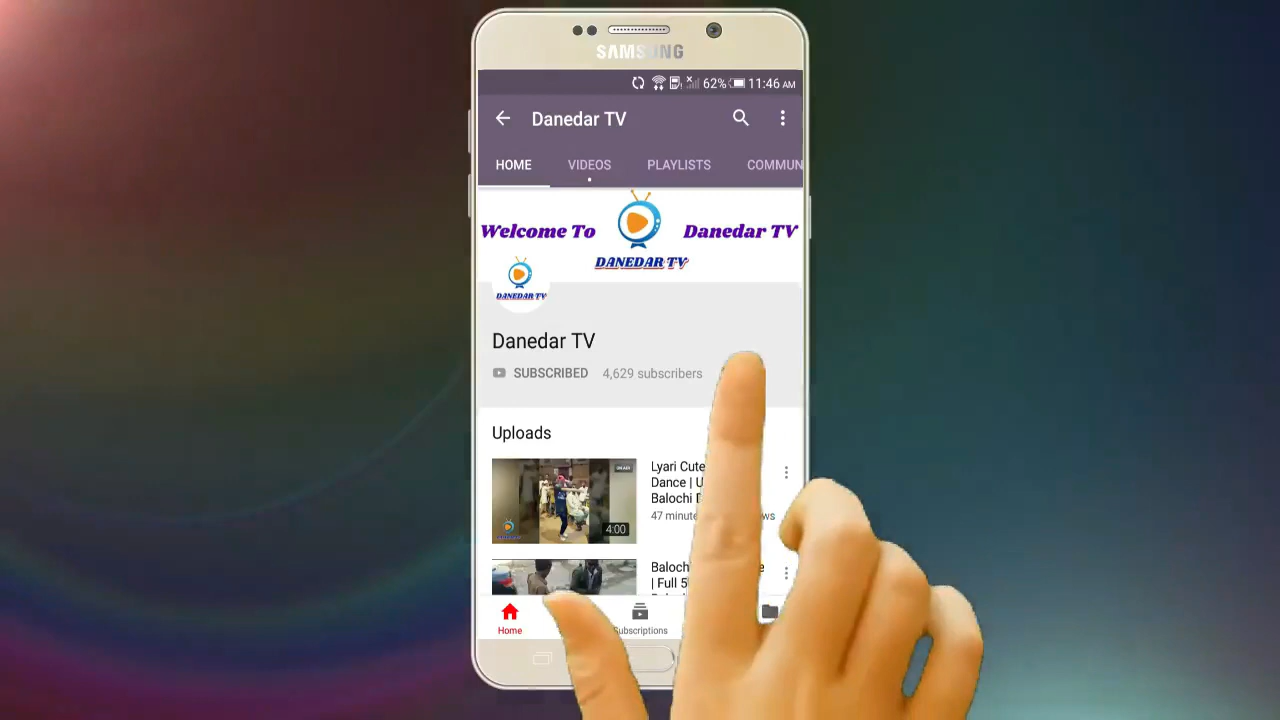 SAMSUNG
62% 11:46 AM
Danedar TV
HOME VIDEOS PLAYLISTS COMMUN
Welcome To Danedar TV
DANEDAR TV
DANEDAR TV
Danedar TV
SUBSCRIBED 4,629 subscribers
Uploads
Lyari Cute
Dance | U
Balochi D
47 minute ws
4:00
Baloch e
| Full 5
Home Subscriptions